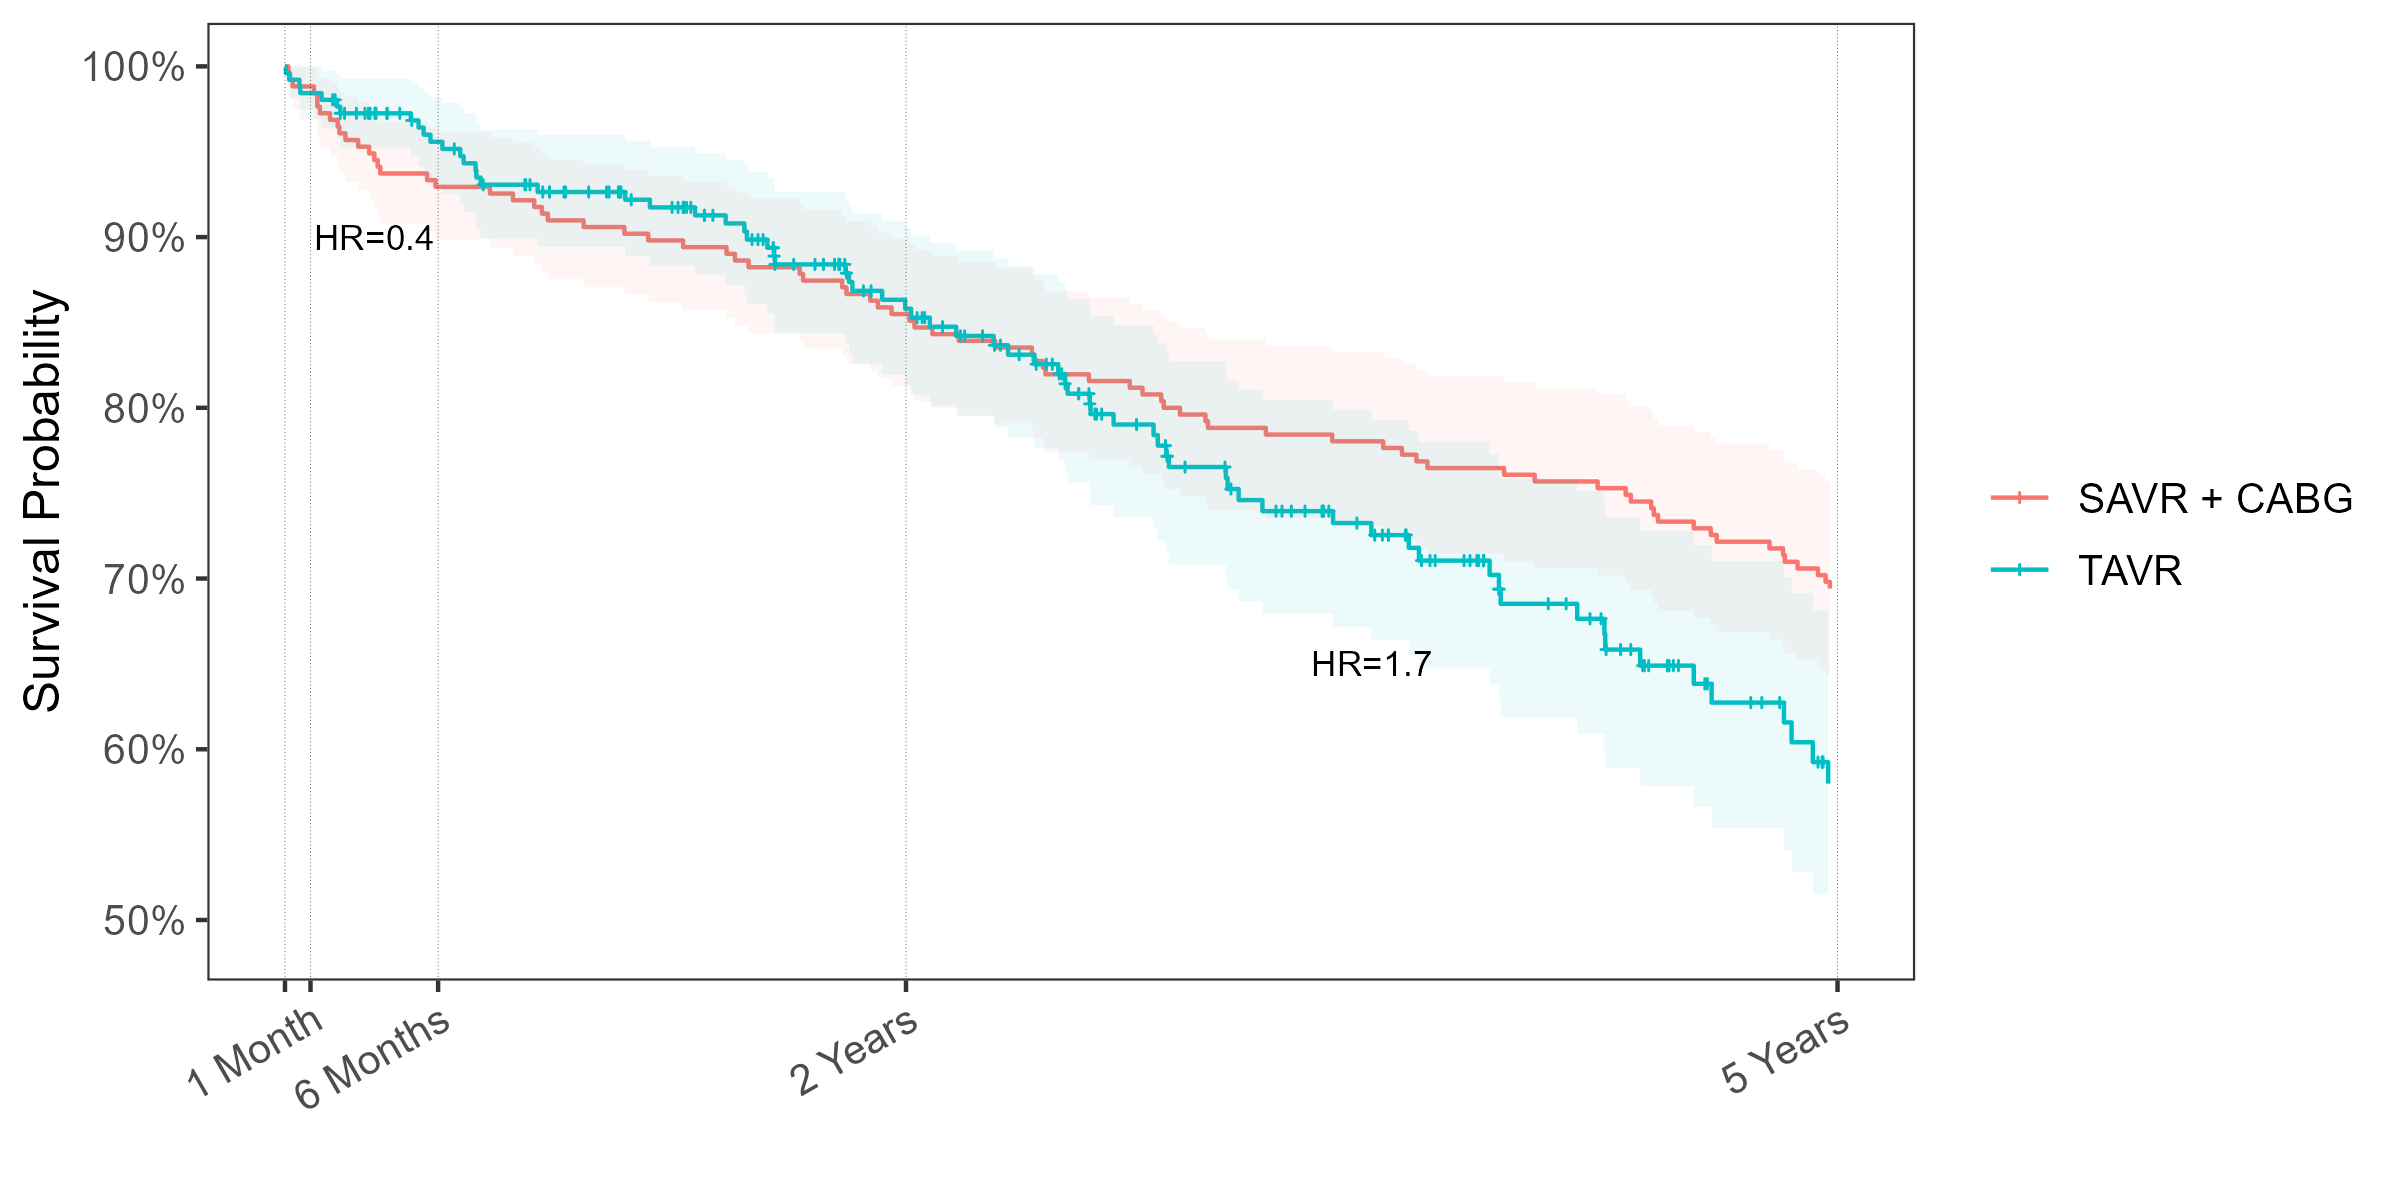 100%
90%
80%
70%
60%
50%
Survival Probability
HR=0.4
HR=1.7
1 Month
6 Months
2 Years
5 Years
SAVR + CABG
TAVR